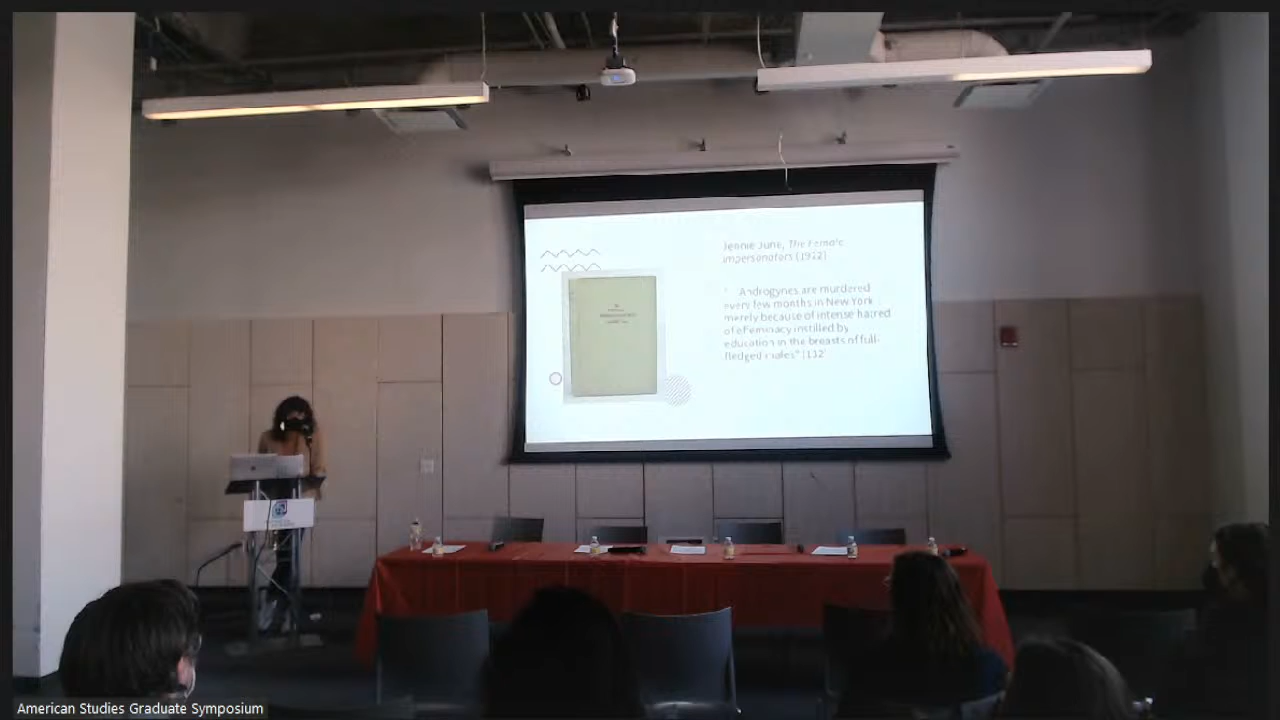 Jennie June, The Female
Impersonators (1922)
" Androgynes are murdered
every few months in New York
merely because of intense hatred
of effeminacy instilled by
education in the breasts of full-
fledged males" (132)
American Studies Graduate Symposium